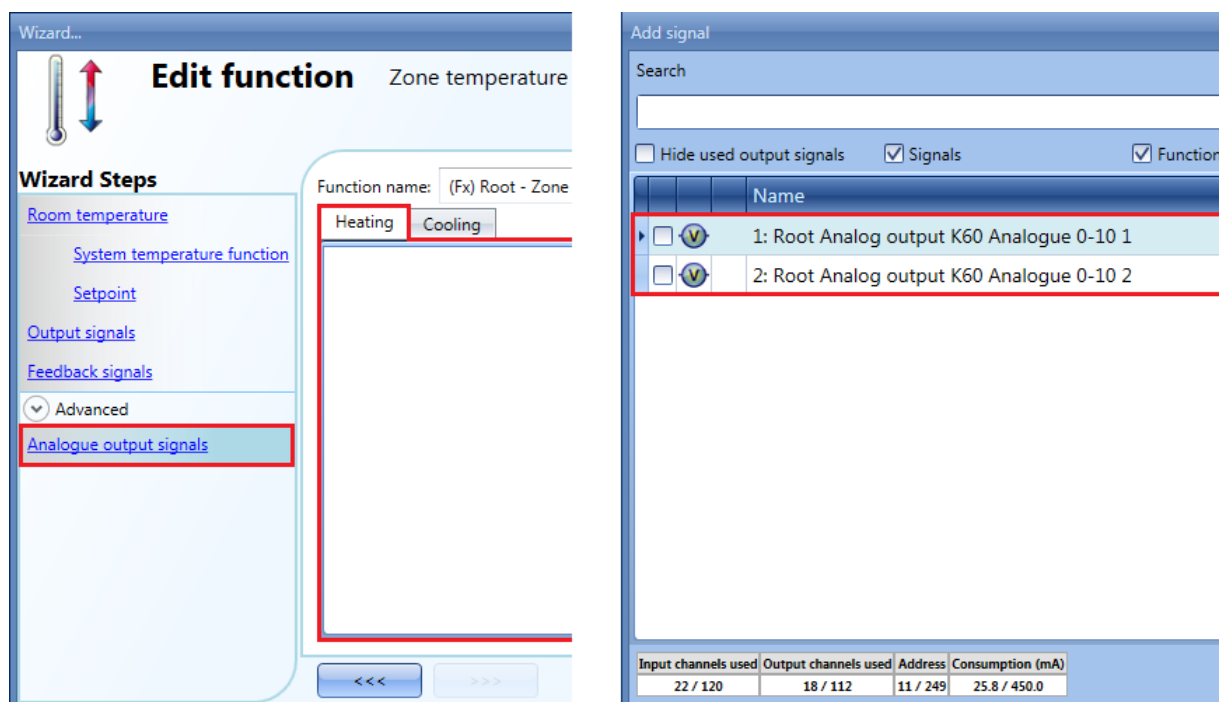 Wizard...
Edit function Zone temperature
Wizard Steps
Room temperature
System temperature function
Setpoint
Output signals
Feedback signals
Advanced
Analogue output signals
Function name: (Fx) Root - Zone
Heating Cooling
<<< >>>
Add signal
Search
Hide used output signals Signals Function
Name
V 1: Root Analog output K60 Analogue 0-10 1
V 2: Root Analog output K60 Analogue 0-10 2
Input channels used Output channels used Address Consumption (mA)
22 / 120 18 / 112 11 / 249 25.8 / 450.0